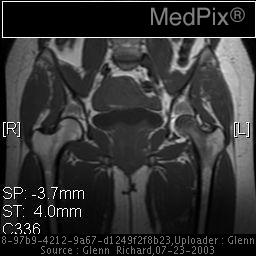 MedPix®
[R]
[L]
SP: -3.7mm
ST: 4.0mm
C336
8-97b9-4212-9a67-d1249f2f8b23,Uploader : Glenn
Source : Glenn Richard,07-23-2003